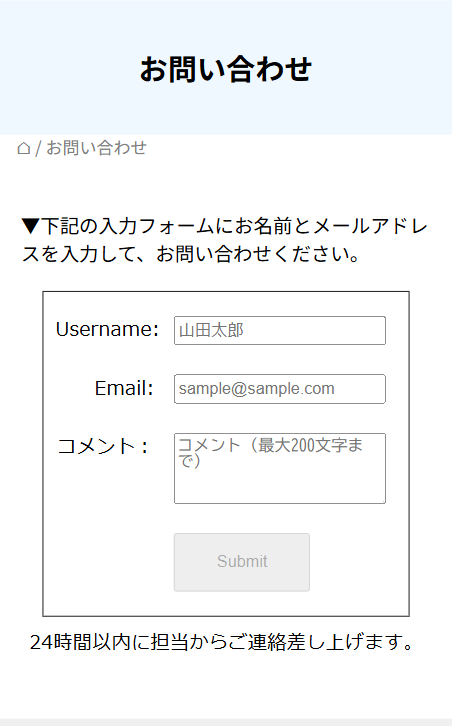 お問い合わせ
/ お問い合わせ
▼下記の入力フォームにお名前とメールアドレ
スを入力して、お問い合わせください。
Username: 山田太郎
Email: sample@sample.com
コメント： コメント（最大200文字ま
で）
Submit
24時間以内に担当からご連絡差し上げます。